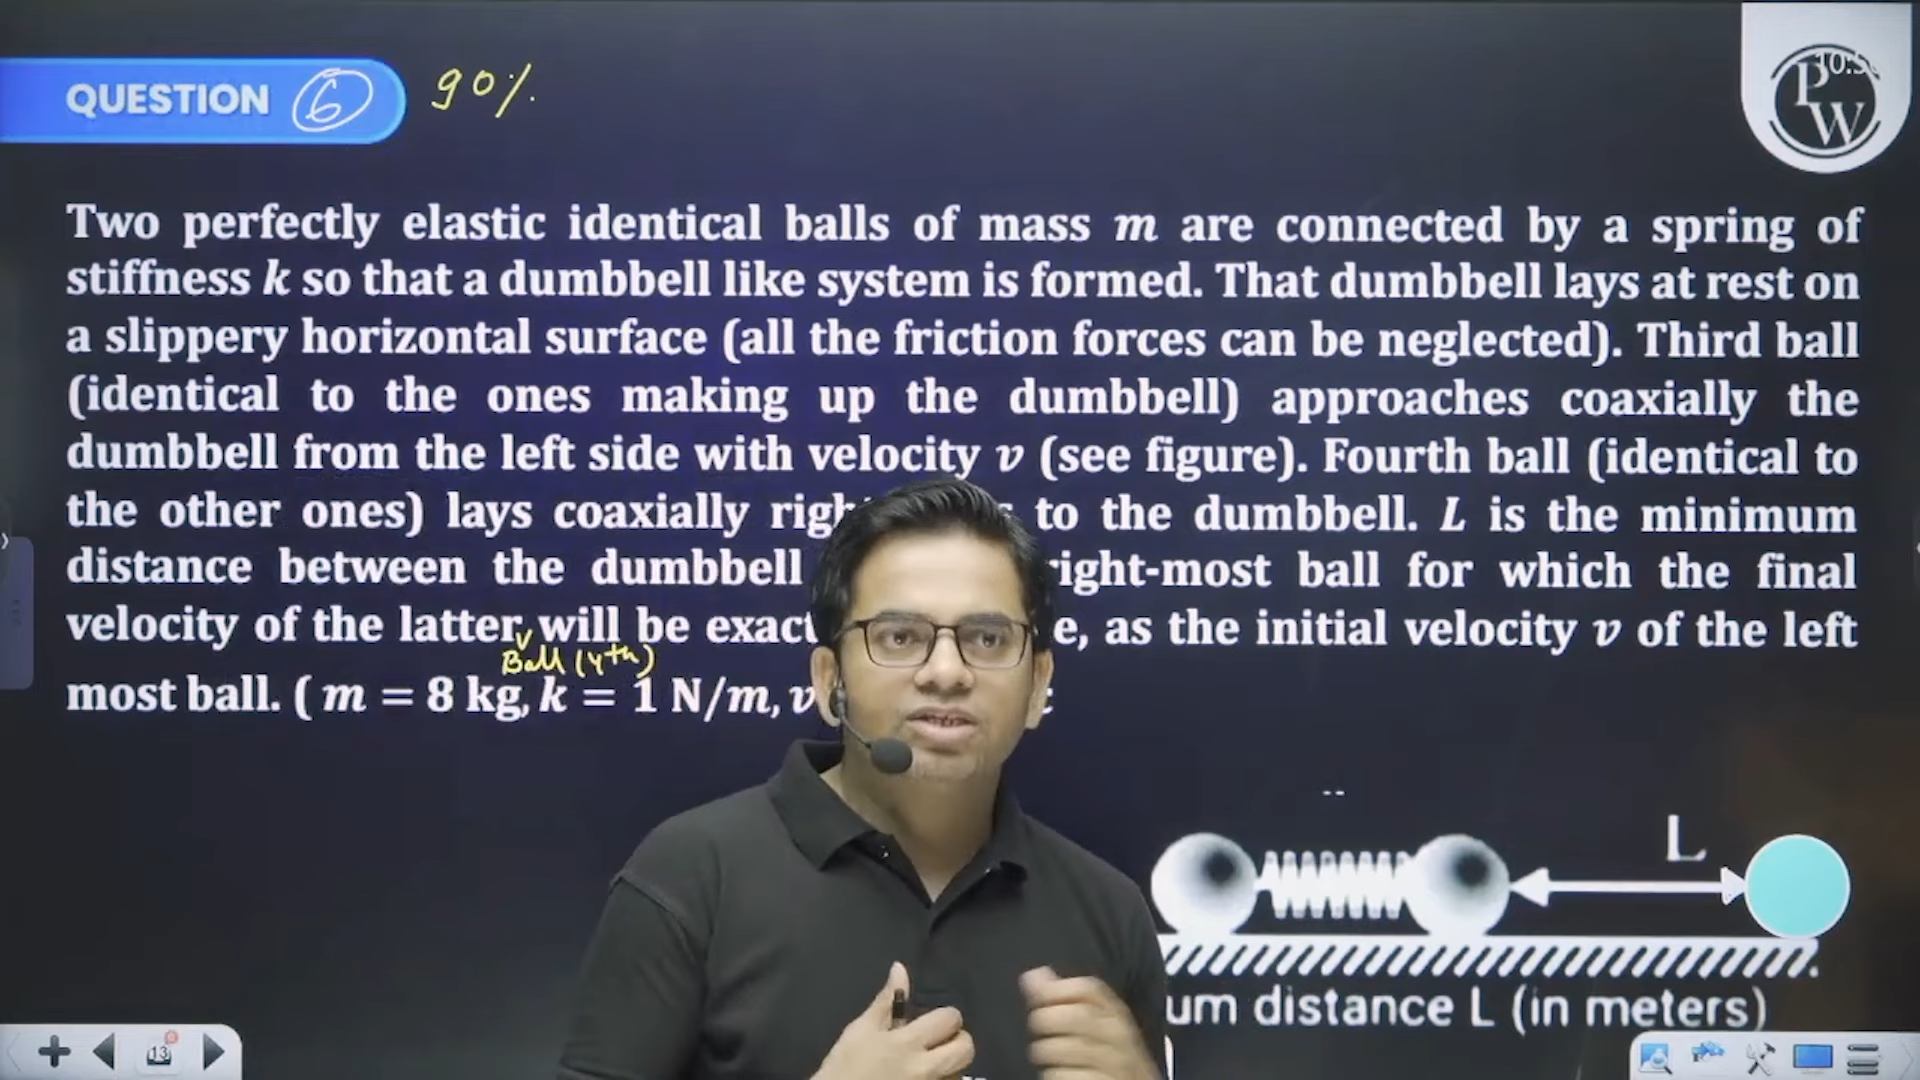 QUESTION 6 90%.
10:5
PW
Two perfectly elastic identical balls of mass m are connected by a spring of
stiffness k so that a dumbbell like system is formed. That dumbbell lays at rest on
a slippery horizontal surface (all the friction forces can be neglected). Third ball
(identical to the ones making up the dumbbell) approaches coaxially the
dumbbell from the left side with velocity v (see figure). Fourth ball (identical to
the other ones) lays coaxially to the dumbbell. L is the minimum
distance between the dumbbell right-most ball for which the final
velocity of the latter will be as the initial velocity v of the left
Ball (4th)
most ball. ( m = 8 kg, k = 1 N/m, v
L
distance L (in meters)
13